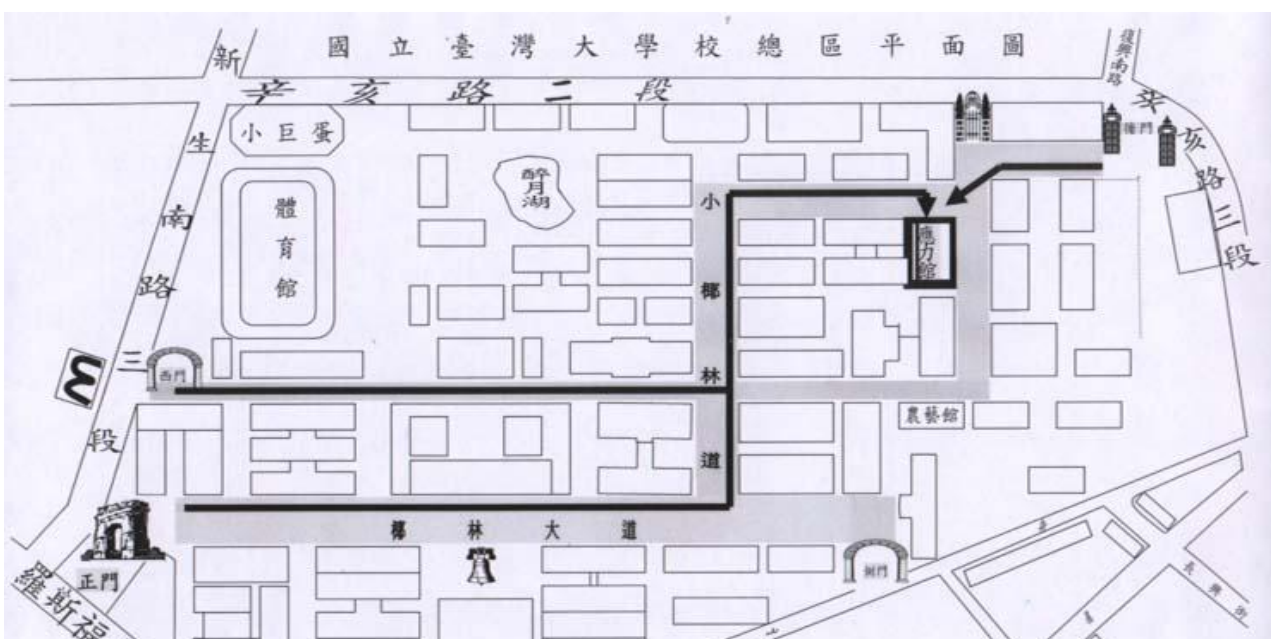 國立臺灣大學校總區平面圖
復興南路
新生南路三段
辛亥路二段
辛亥路三段
後門
小巨蛋
醉月湖
體育館
小椰林道
應力館
西門
農藝館
椰林大道
正門
側門
羅斯福
長興街